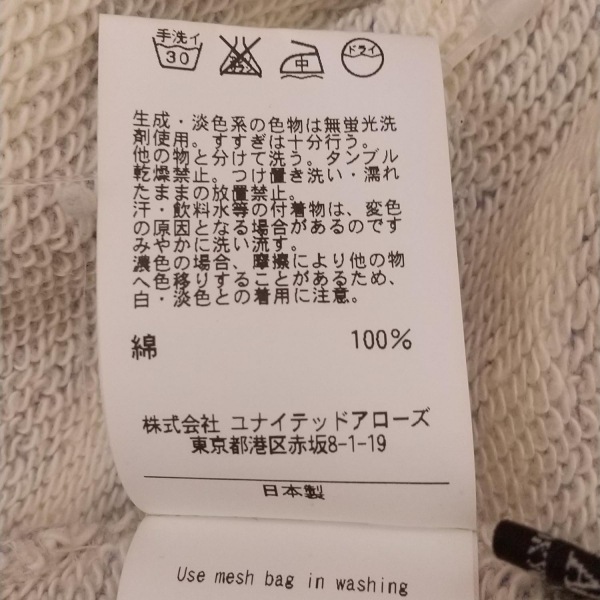 手洗イ
30
エンソサラシ
中
ドライ
生成・淡色系の色物は無蛍光洗
剤使用。すすぎは十分行う。
他の物と分けて洗う。タンブル
乾燥禁止。つけ置き洗い・濡れ
たままの放置禁止。
汗・飲料水等の付着物は、変色
の原因となる場合があるのです
みやかに洗い流す。
濃色の場合、摩擦により他の物
へ色移りすることがあるため、
白・淡色との着用に注意。
綿 100%
株式会社 ユナイテッドアローズ
東京都港区赤坂8-1-19
日本製
Use mesh bag in washing